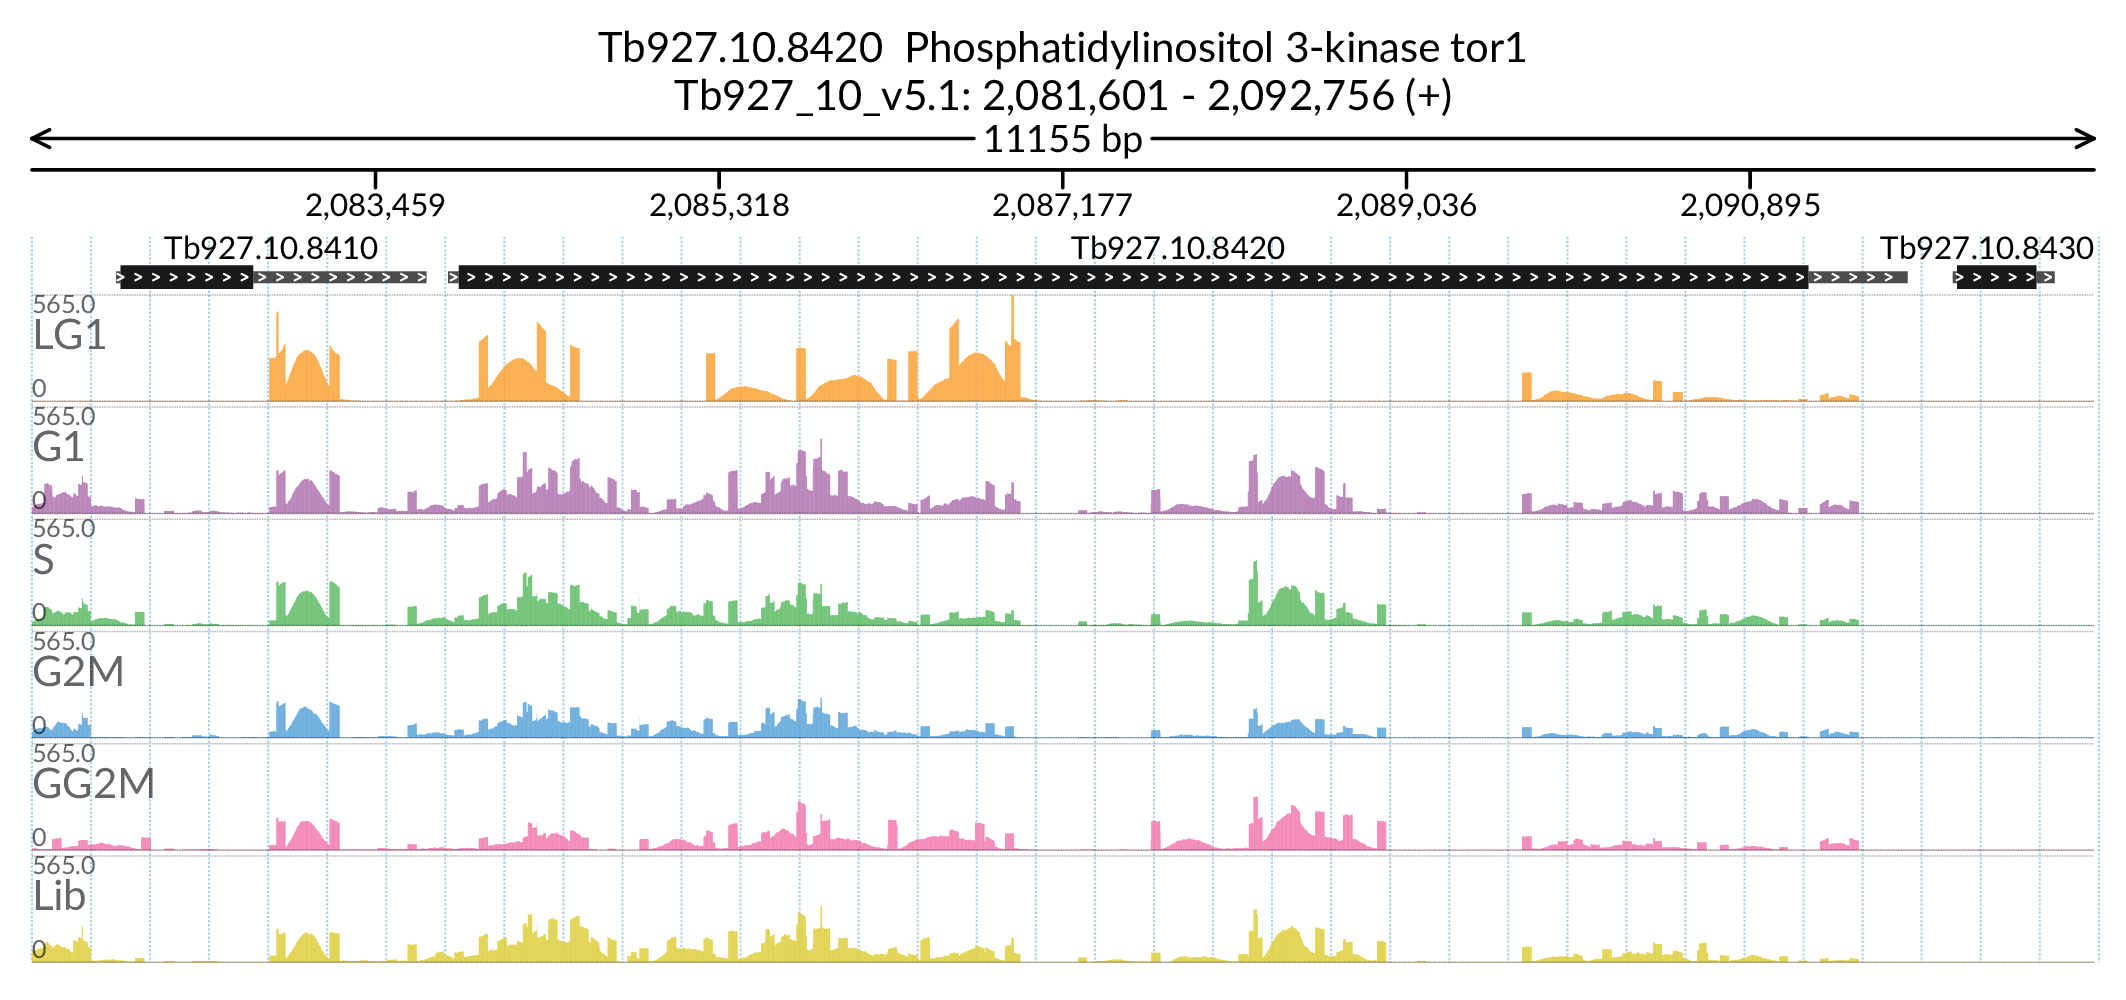 Tb927.10.8420  Phosphatidylinositol 3-kinase tor1
Tb927_10_v5.1: 2,081,601 - 2,092,756 (+)
11155 bp
2,083,459 2,085,318 2,087,177 2,089,036 2,090,895
Tb927.10.8410 Tb927.10.8420 Tb927.10.8430
565.0
LG1
0
565.0
G1
0
565.0
S
0
565.0
G2M
0
565.0
GG2M
0
565.0
Lib
0